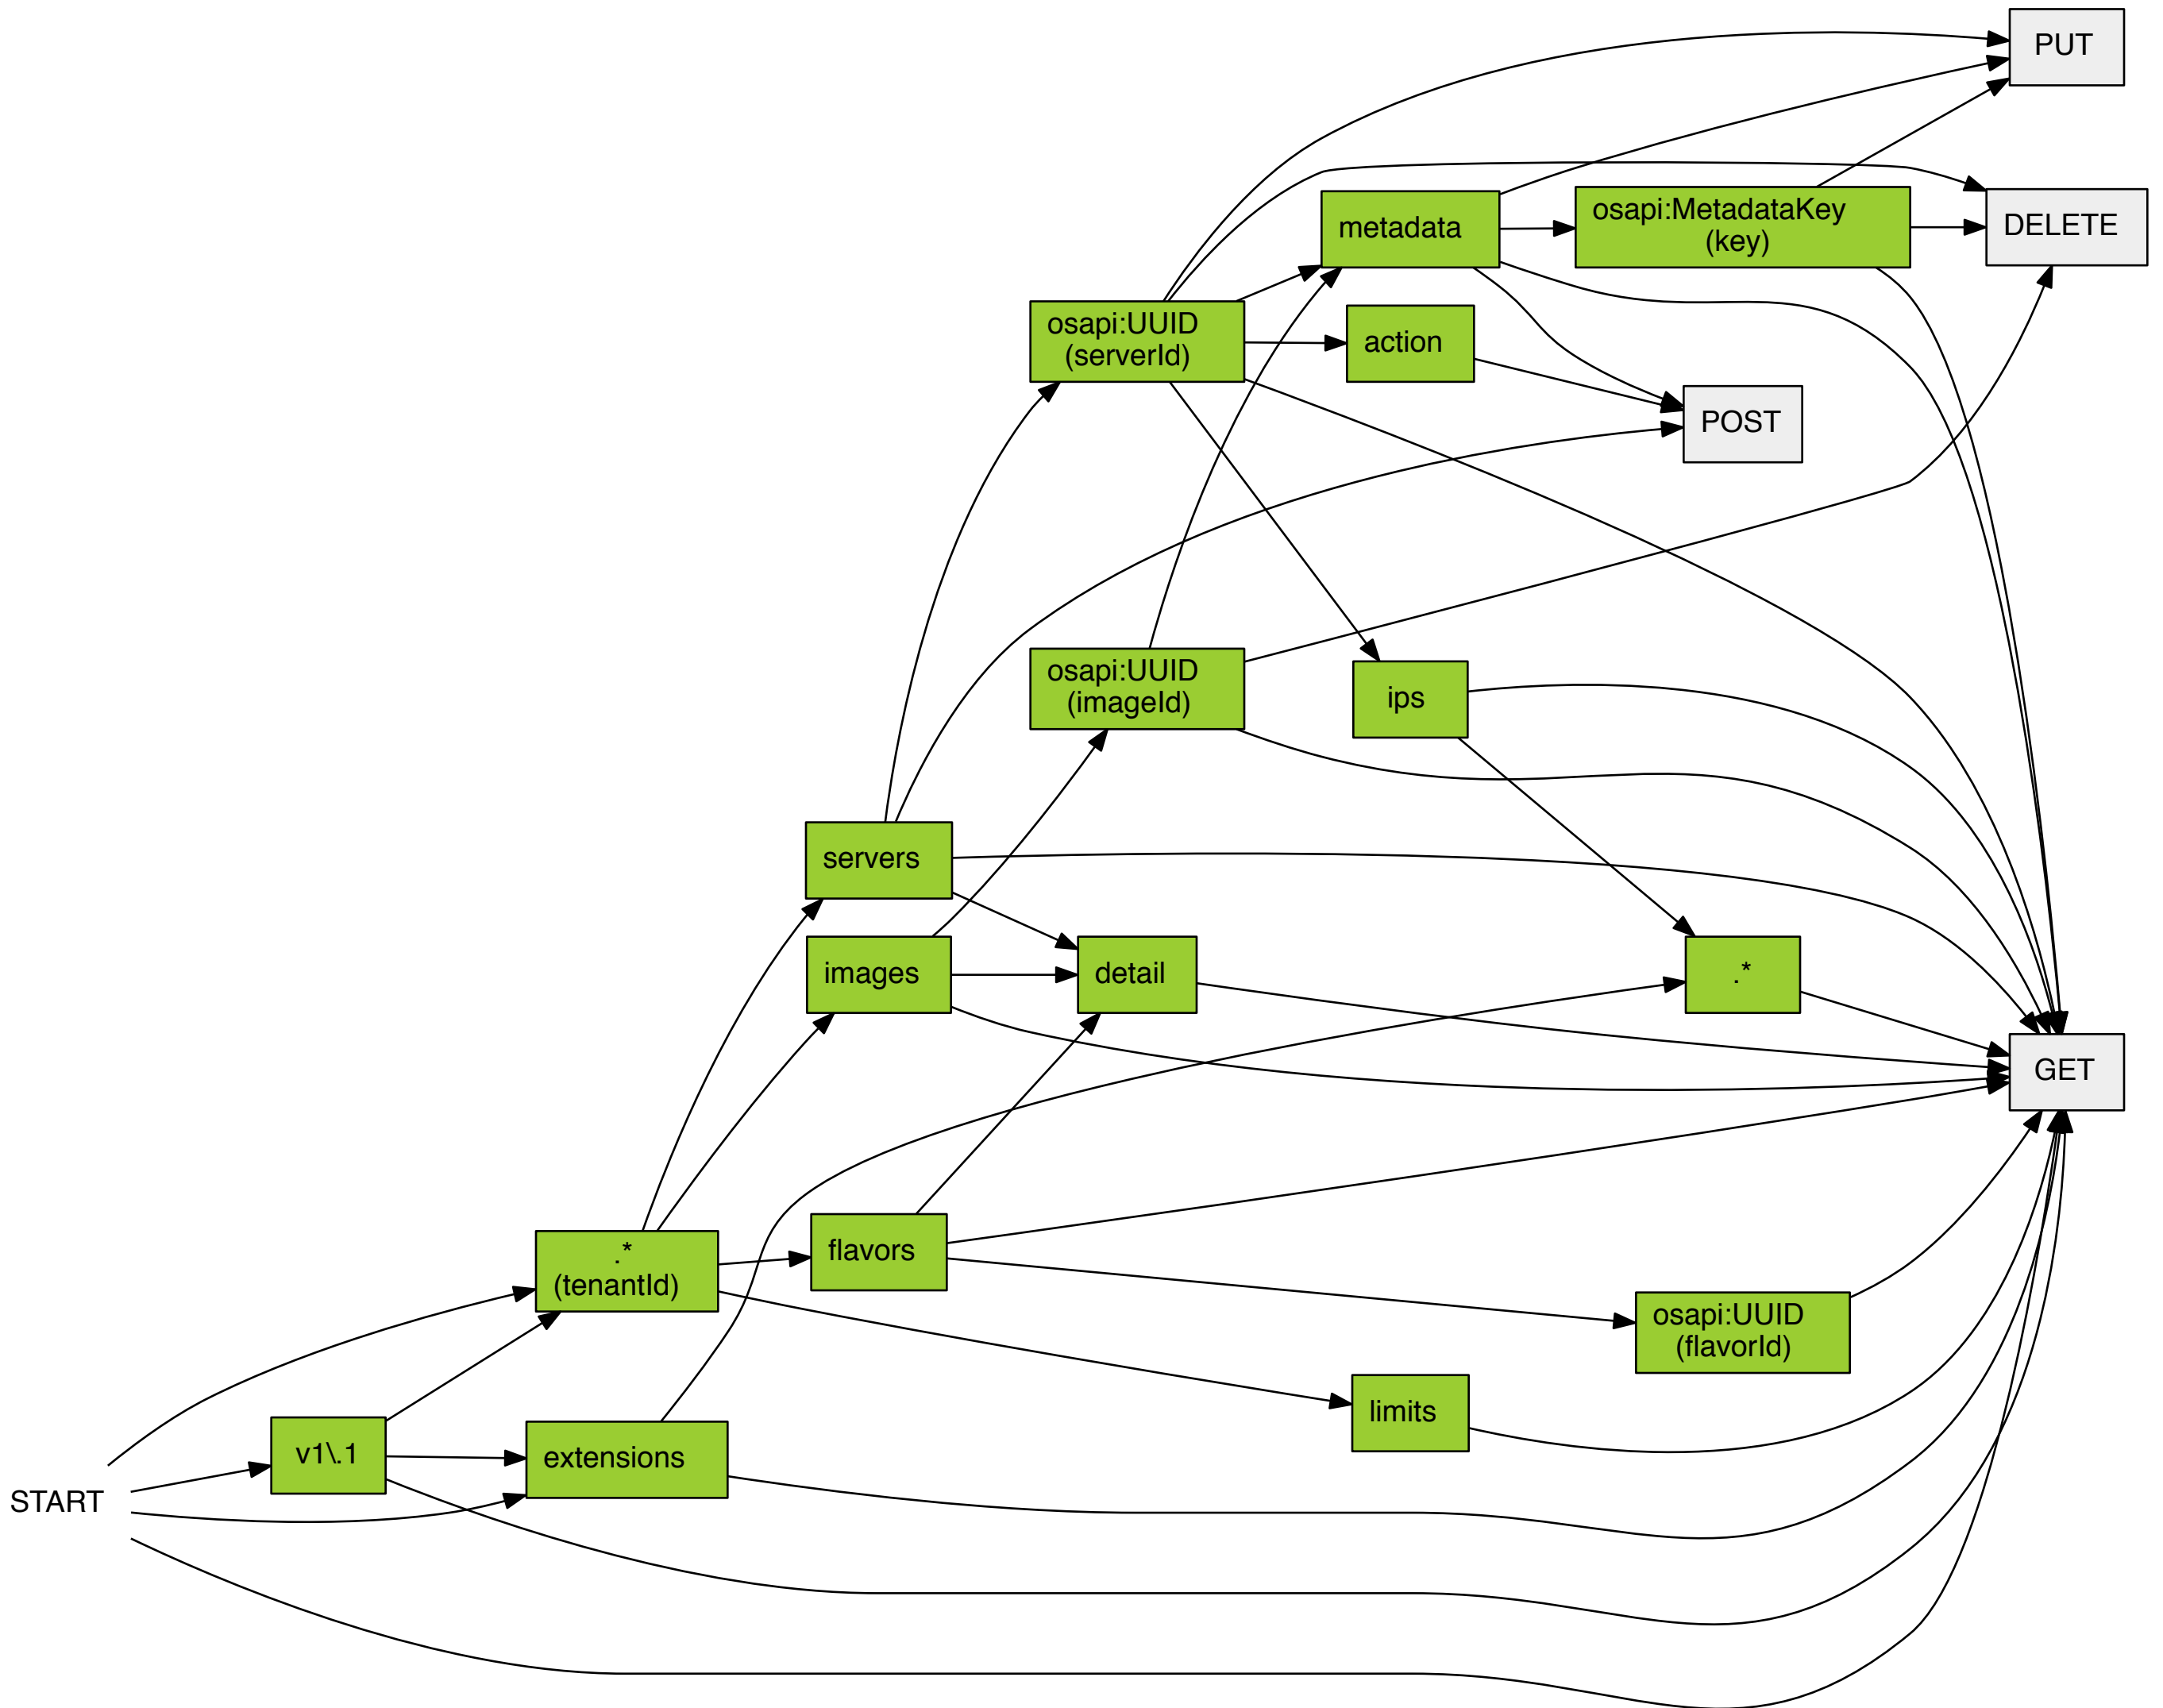 PUT
metadata
osapi:MetadataKey
(key)
DELETE
osapi:UUID
(serverId)
action
POST
osapi:UUID
(imageId)
ips
servers
images
detail
.*
GET
.*
(tenantId)
flavors
osapi:UUID
(flavorId)
limits
v1\.1
extensions
START